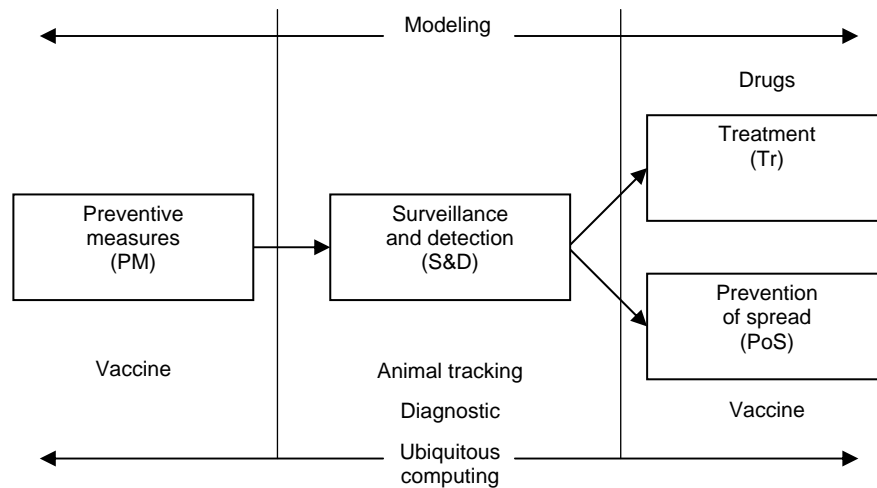 Modeling
Drugs
Treatment
(Tr)
Preventive
measures
(PM)
Surveillance
and detection
(S&D)
Prevention
of spread
(PoS)
Vaccine
Animal tracking
Diagnostic
Vaccine
Ubiquitous
computing